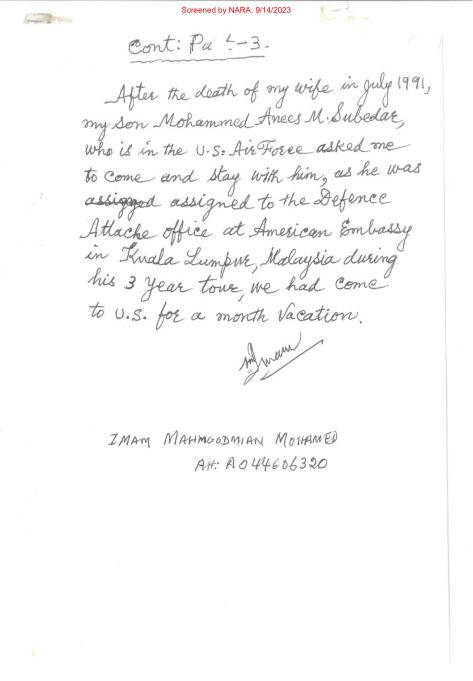 Screened by NARA, 9/14/2023
Cont: Pa -3.
After the death of my wife in July 1991,
my son Mohammed Anees M. Subedar,
who is in the U.S. Air Force asked me
to come and stay with him, as he was
assigned assigned to the Defence
Attache office at American Embassy
in Kuala Lumpur, Malaysia during
his 3 Year tour, we had come
to U.S. for a month Vacation.
Imam
IMAM MAHMOODMIAN MOHAMED
A#: A044606320